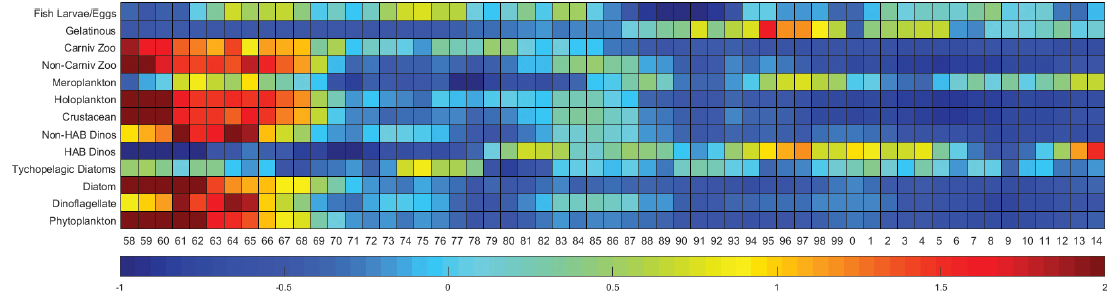 Fish Larvae/Eggs
Gelatinous
Carniv Zoo
Non-Carniv Zoo
Meroplankton
Holoplankton
Crustacean
Non-HAB Dinos
HAB Dinos
Tychopelagic Diatoms
Diatom
Dinoflagellate
Phytoplankton
58 59 60 61 62 63 64 65 66 67 68 69 70 71 72 73 74 75 76 77 78 79 80 81 82 83 84 85 86 87 88 89 90 91 92 93 94 95 96 97 98 99 0 1 2 3 4 5 6 7 8 9 10 11 12 13 14
-1 -0.5 0 0.5 1 1.5 2